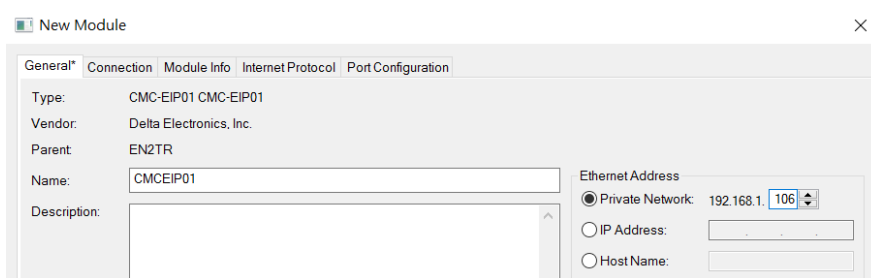 New Module
General* Connection Module Info Internet Protocol Port Configuration
Type: CMC-EIP01 CMC-EIP01
Vendor: Delta Electronics, Inc.
Parent: EN2TR
Name: CMCEIP01
Description:
Ethernet Address
Private Network: 192.168.1. 106
IP Address: . . .
Host Name: